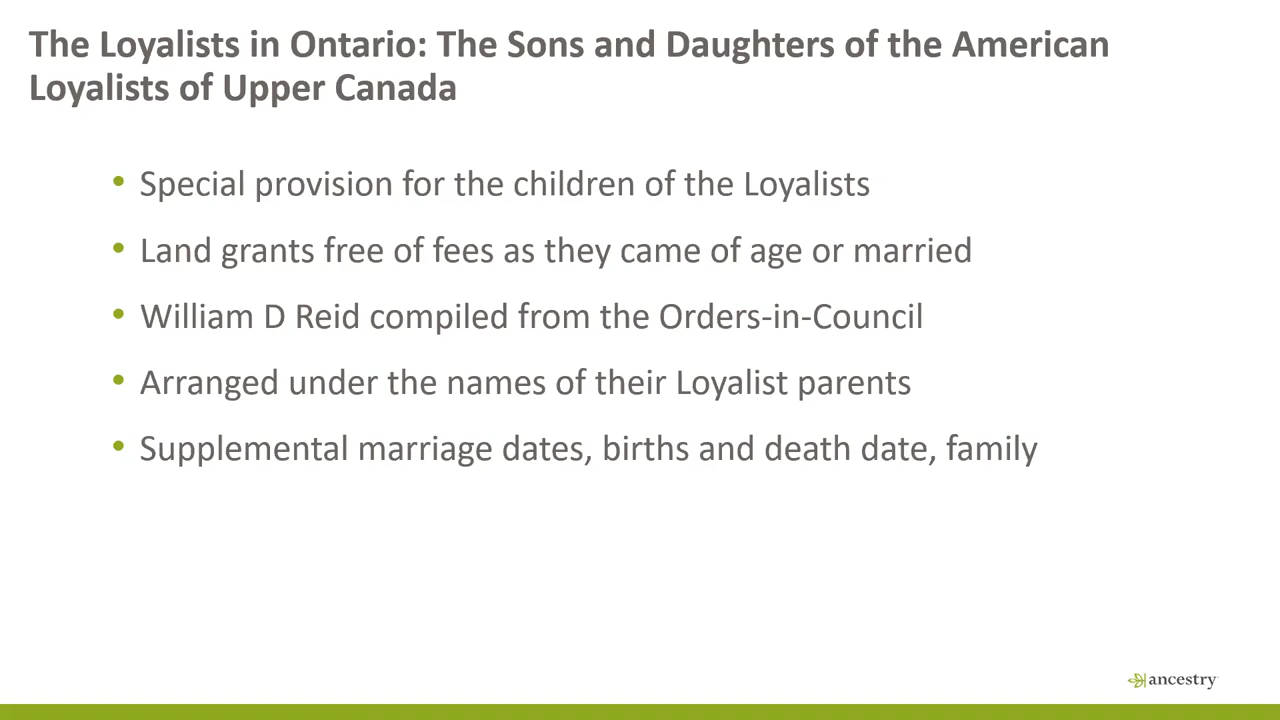 The Loyalists in Ontario: The Sons and Daughters of the American
Loyalists of Upper Canada
• Special provision for the children of the Loyalists
• Land grants free of fees as they came of age or married
• William D Reid compiled from the Orders-in-Council
• Arranged under the names of their Loyalist parents
• Supplemental marriage dates, births and death date, family
ancestry